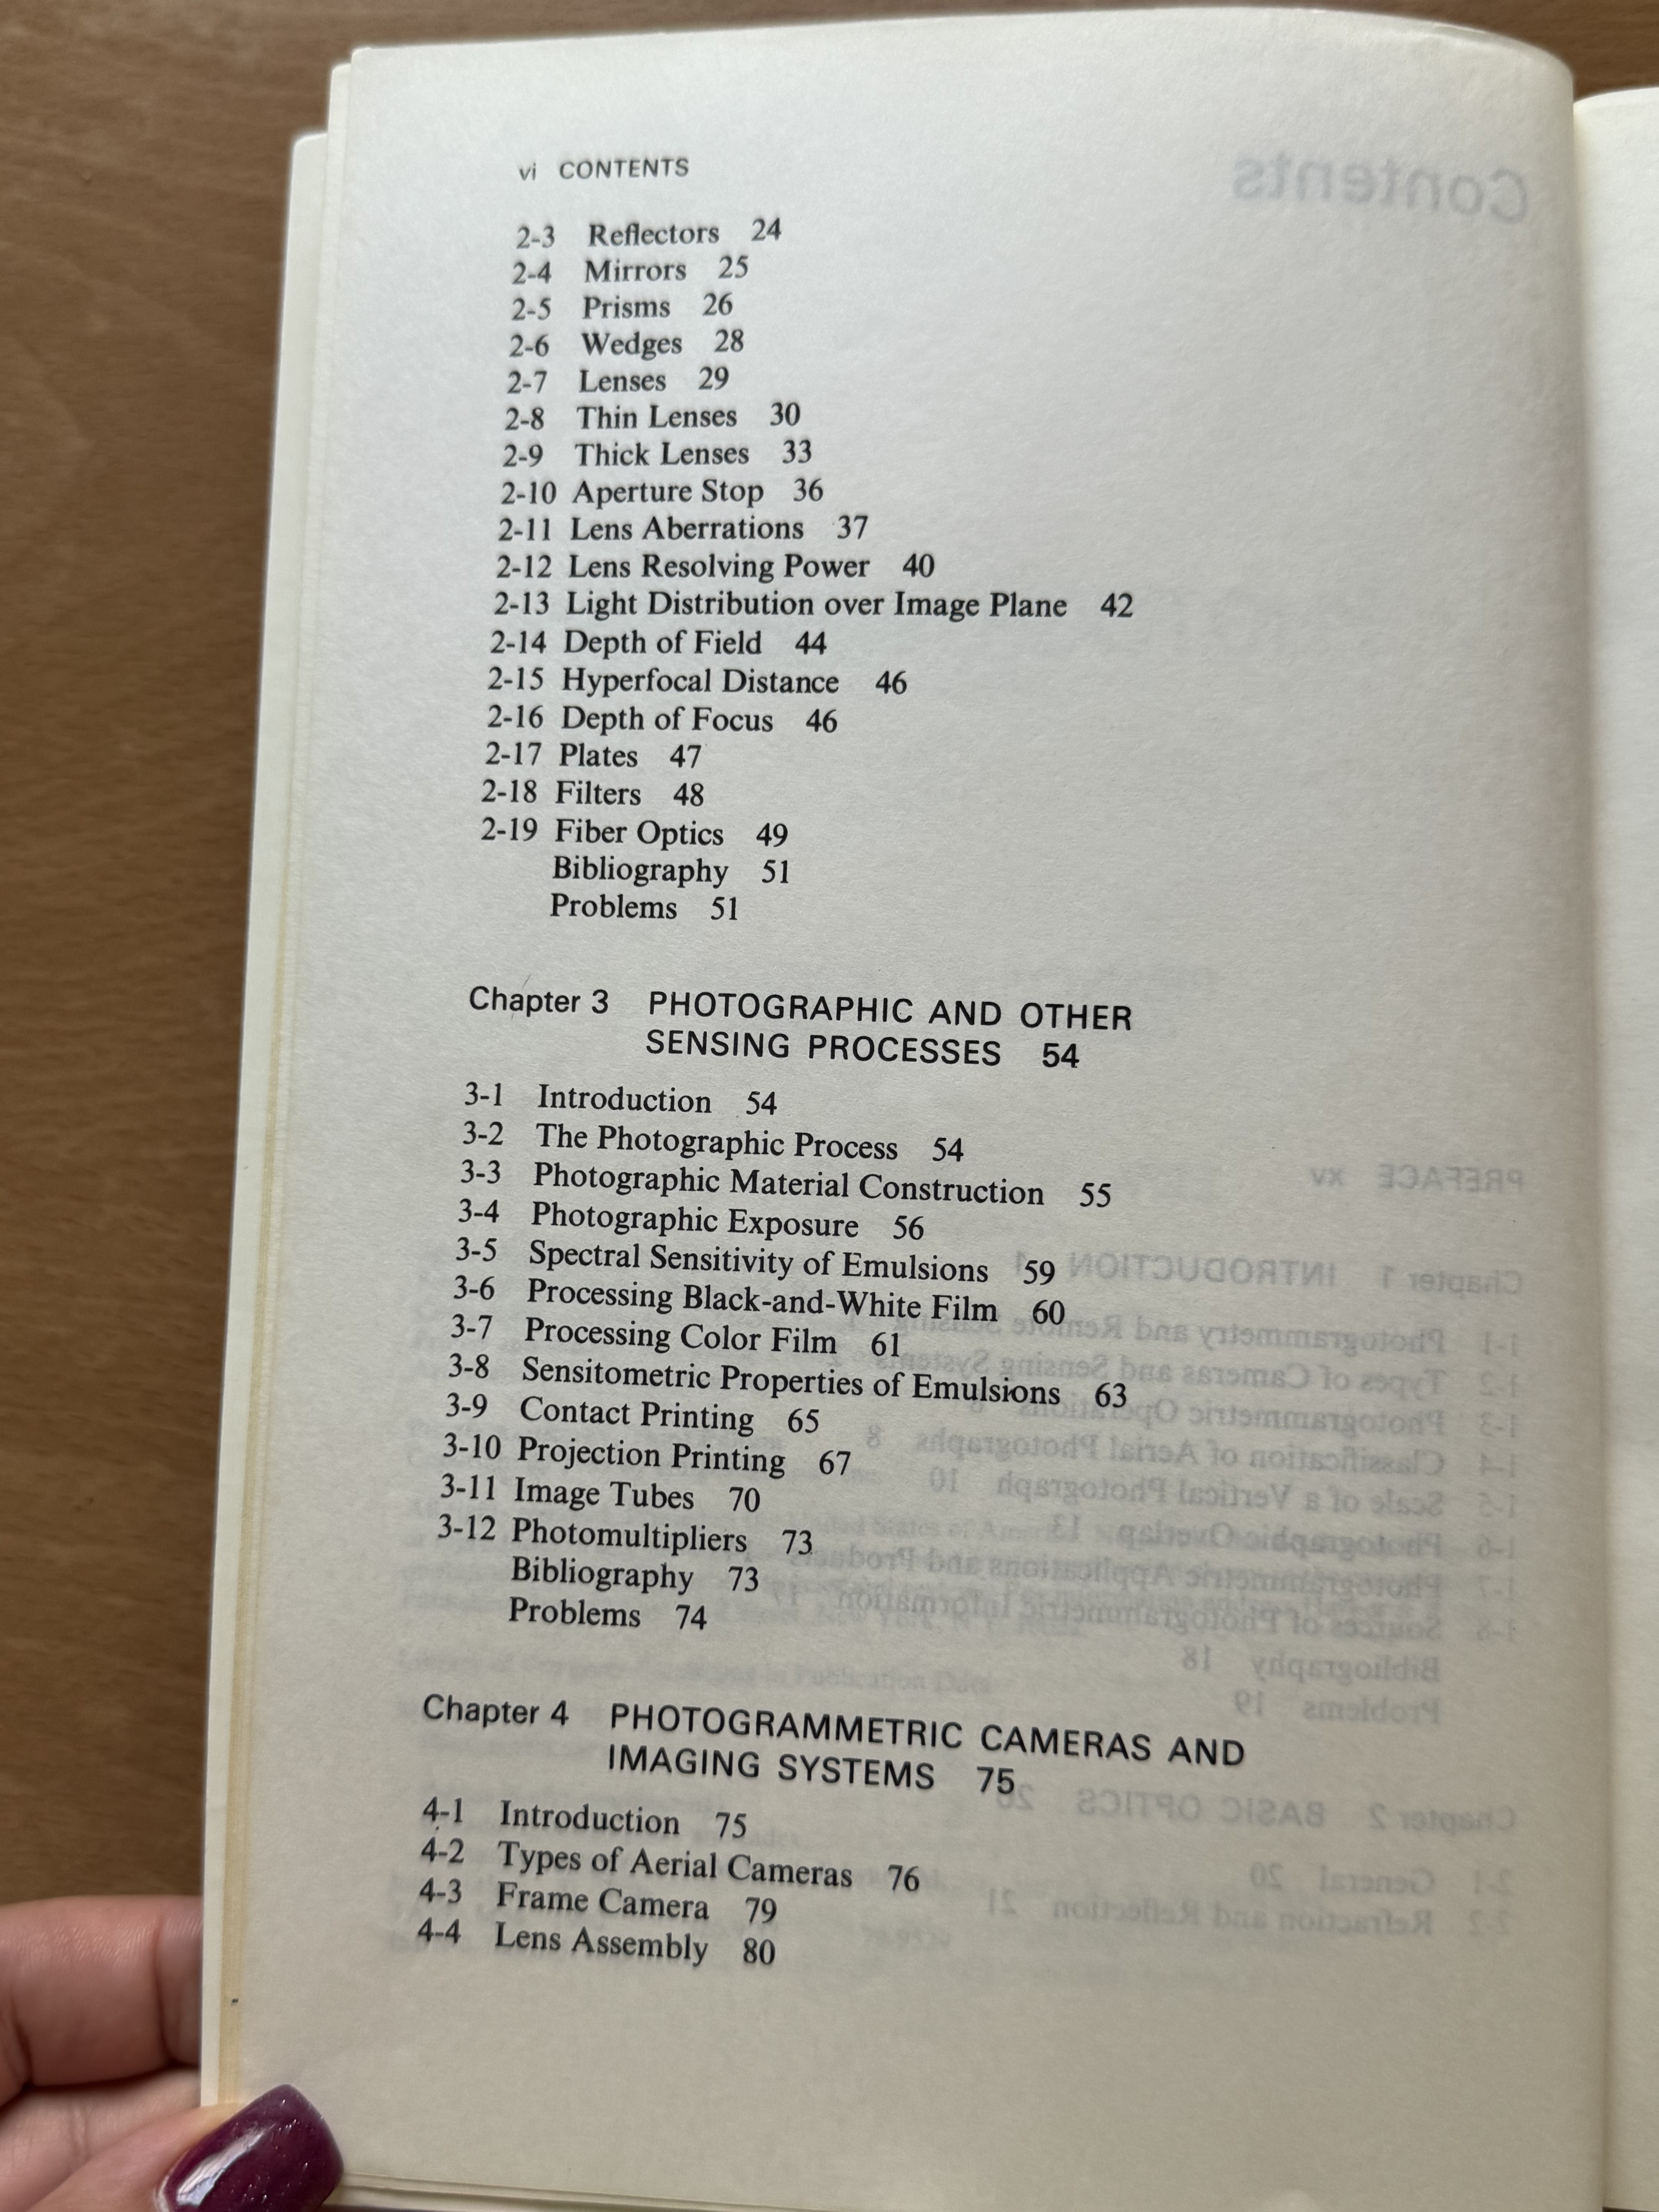 vi CONTENTS
2-3 Reflectors 24
2-4 Mirrors 25
2-5 Prisms 26
2-6 Wedges 28
2-7 Lenses 29
2-8 Thin Lenses 30
2-9 Thick Lenses 33
2-10 Aperture Stop 36
2-11 Lens Aberrations 37
2-12 Lens Resolving Power 40
2-13 Light Distribution over Image Plane 42
2-14 Depth of Field 44
2-15 Hyperfocal Distance 46
2-16 Depth of Focus 46
2-17 Plates 47
2-18 Filters 48
2-19 Fiber Optics 49
Bibliography 51
Problems 51
Chapter 3 PHOTOGRAPHIC AND OTHER
SENSING PROCESSES 54
3-1 Introduction 54
3-2 The Photographic Process 54
3-3 Photographic Material Construction 55
3-4 Photographic Exposure 56
3-5 Spectral Sensitivity of Emulsions 59
3-6 Processing Black-and-White Film 60
3-7 Processing Color Film 61
3-8 Sensitometric Properties of Emulsions 63
3-9 Contact Printing 65
3-10 Projection Printing 67
3-11 Image Tubes 70
3-12 Photomultipliers 73
Bibliography 73
Problems 74
Chapter 4 PHOTOGRAMMETRIC CAMERAS AND
IMAGING SYSTEMS 75
4-1 Introduction 75
4-2 Types of Aerial Cameras 76
4-3 Frame Camera 79
4-4 Lens Assembly 80